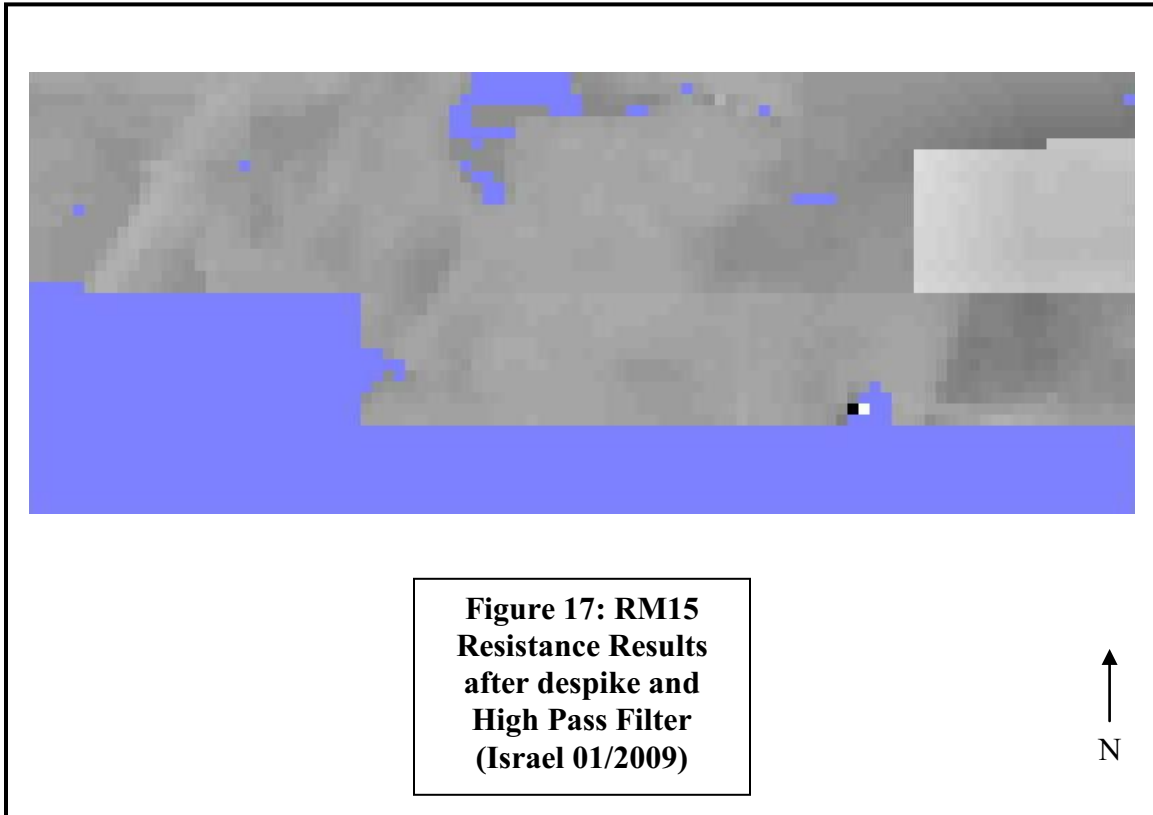 Figure 17: RM15
Resistance Results
after despike and
High Pass Filter
(Israel 01/2009)
N